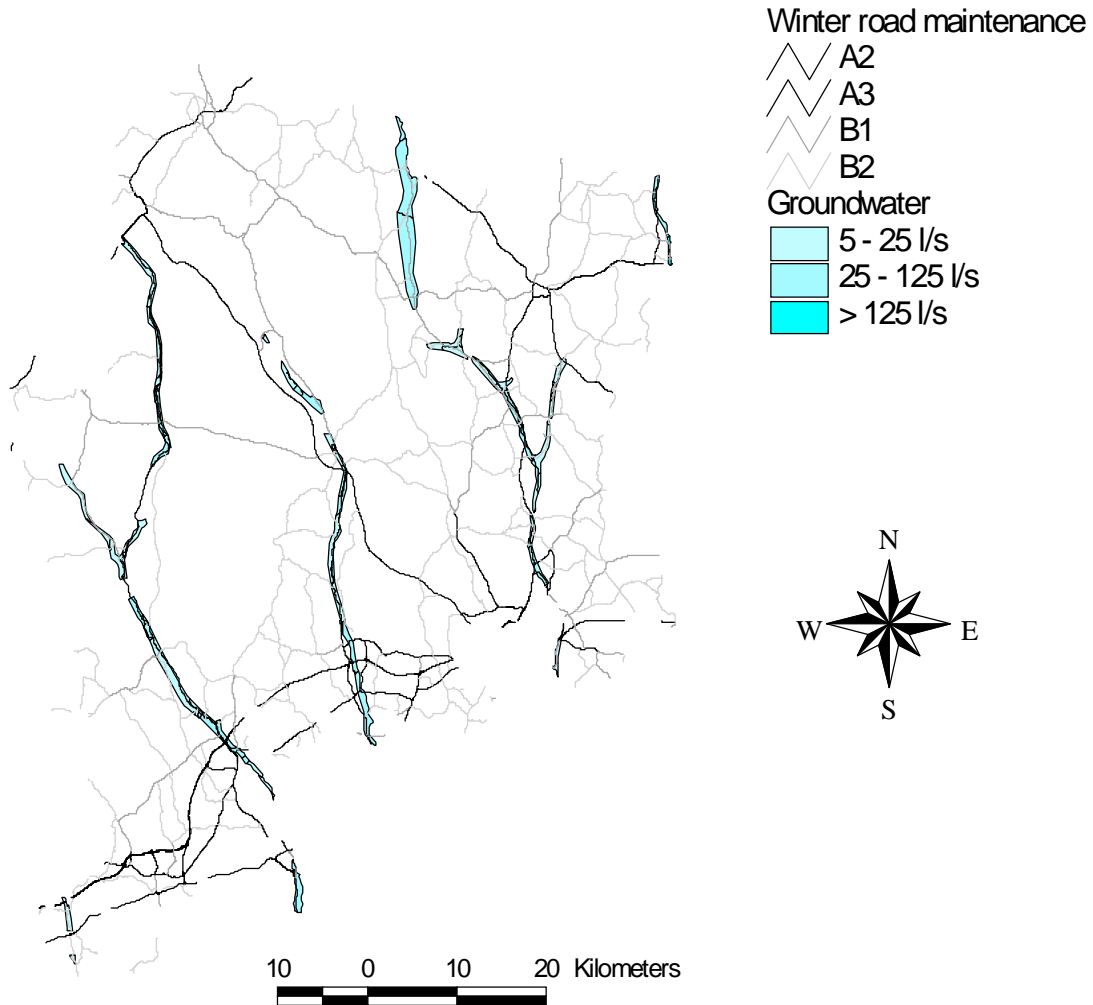 Winter road maintenance
A2
A3
B1
B2
Groundwater
5 - 25 l/s
25 - 125 l/s
> 125 l/s
N
W E
S
10 0 10 20 Kilometers